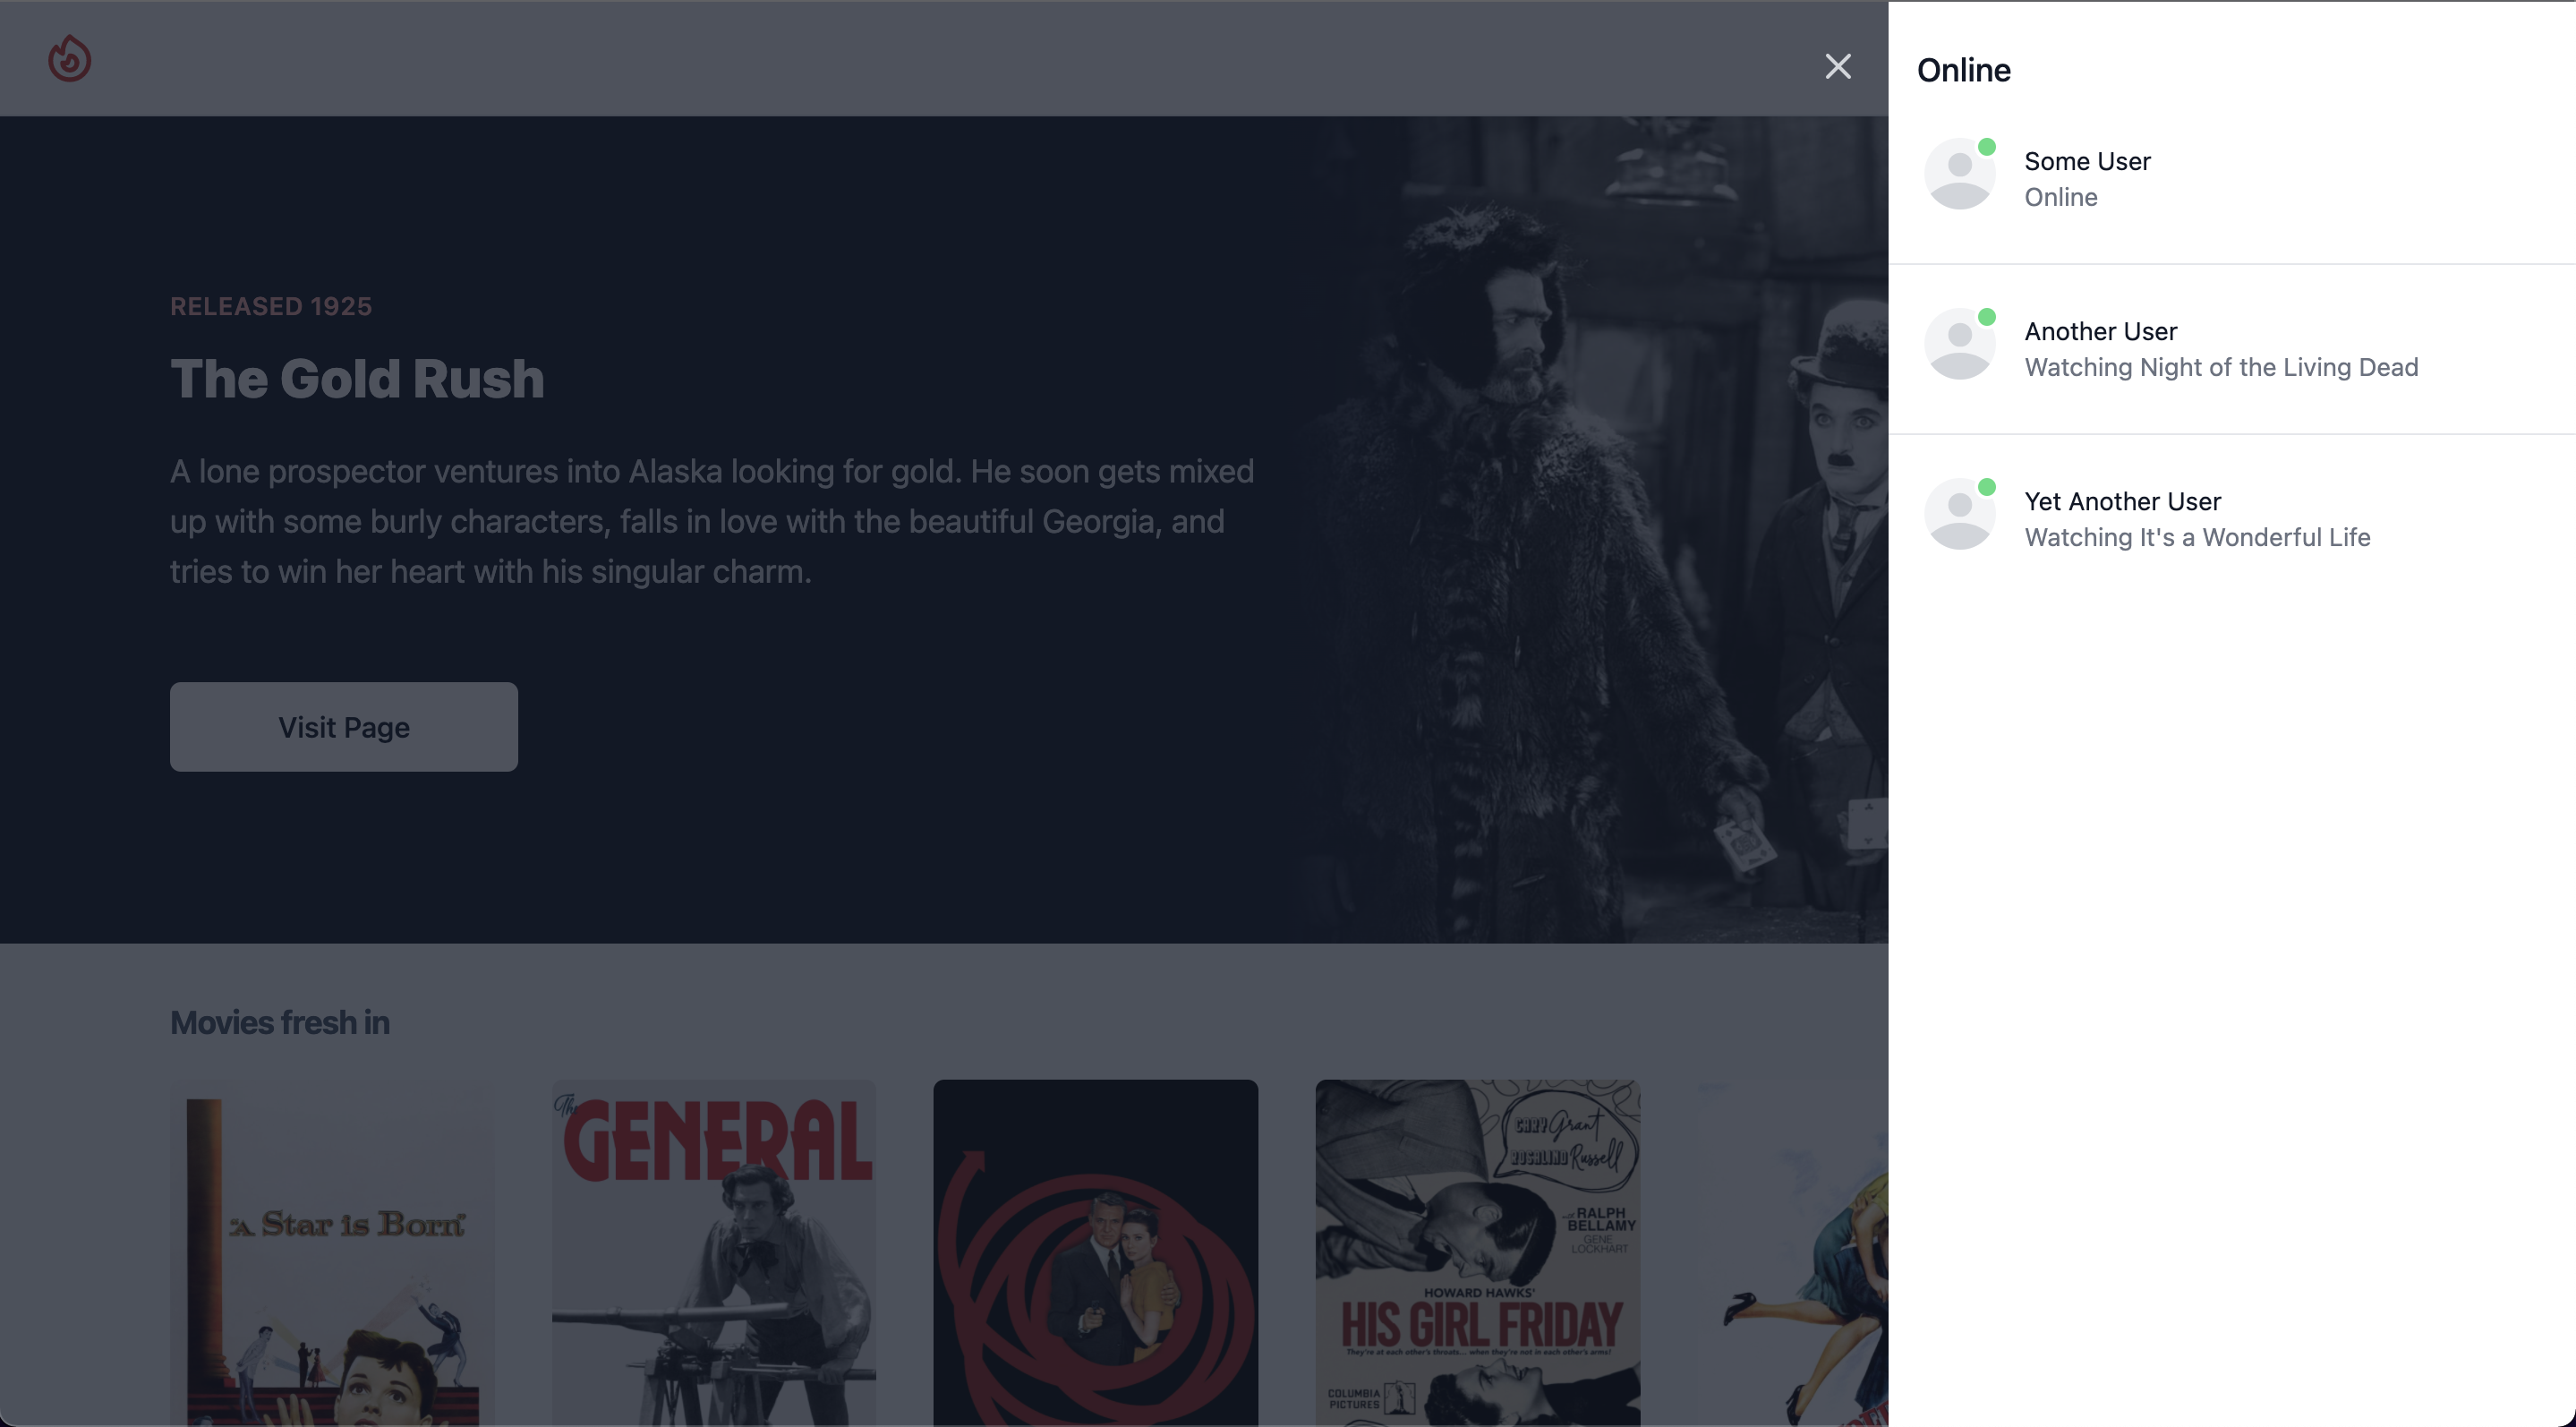 Online
Some User
Online
Another User
Watching Night of the Living Dead
Yet Another User
Watching It's a Wonderful Life
RELEASED 1925
The Gold Rush
A lone prospector ventures into Alaska looking for gold. He soon gets mixed
up with some burly characters, falls in love with the beautiful Georgia, and
tries to win her heart with his singular charm.
Visit Page
Movies fresh in
"A Star is Born"
The
GENERAL
CARY Grant
ROSALIND Russell
RALPH
BELLAMY
GENE
LOCKHART
HOWARD HAWKS'
HIS GIRL FRIDAY
They're at each other's throats... when they're not in each other's arms!
COLUMBIA
PICTURES